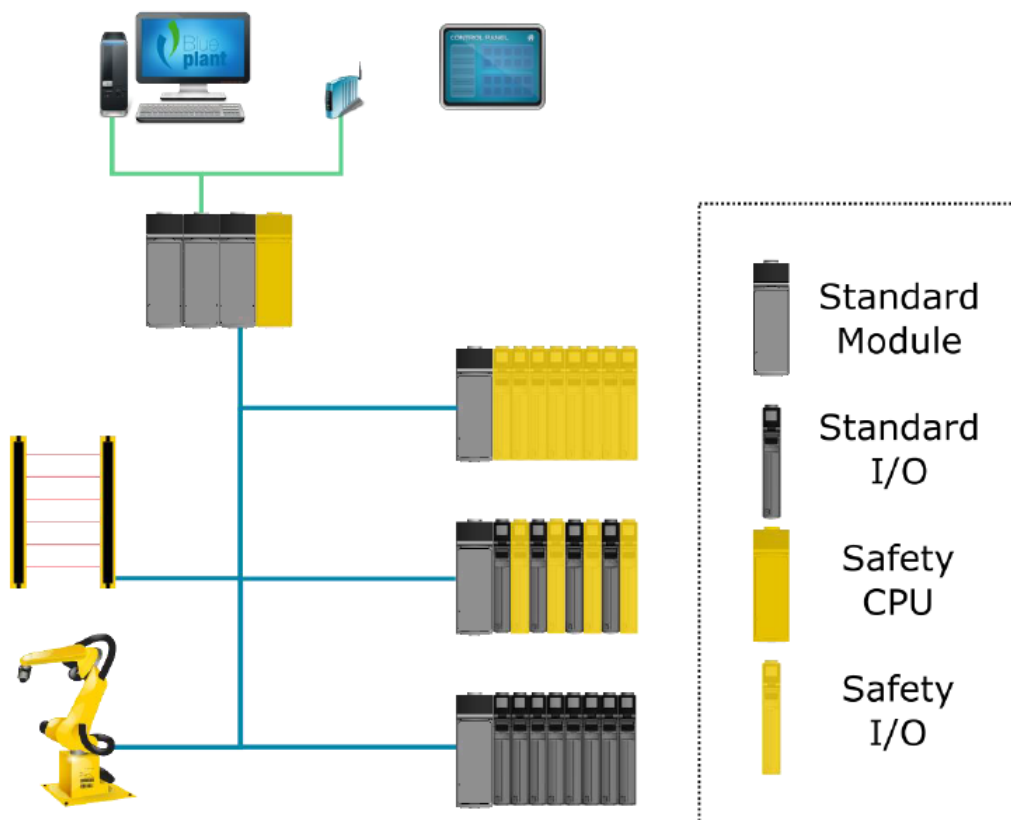 Blue
plant
CONTROL PANEL
Standard
Module
Standard
I/O
Safety
CPU
Safety
I/O